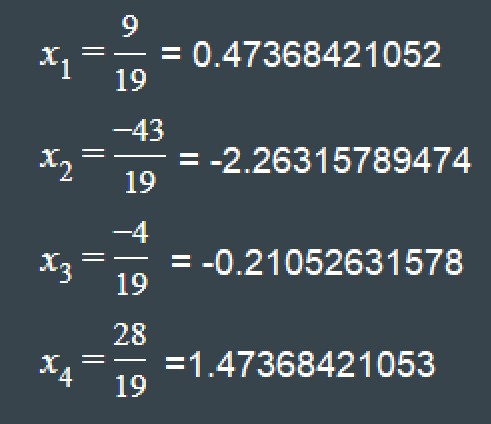 x₁ = 9/19 = 0.47368421052
x₂ = −43/19 = -2.26315789474
x₃ = −4/19 = -0.21052631578
x₄ = 28/19 =1.47368421053